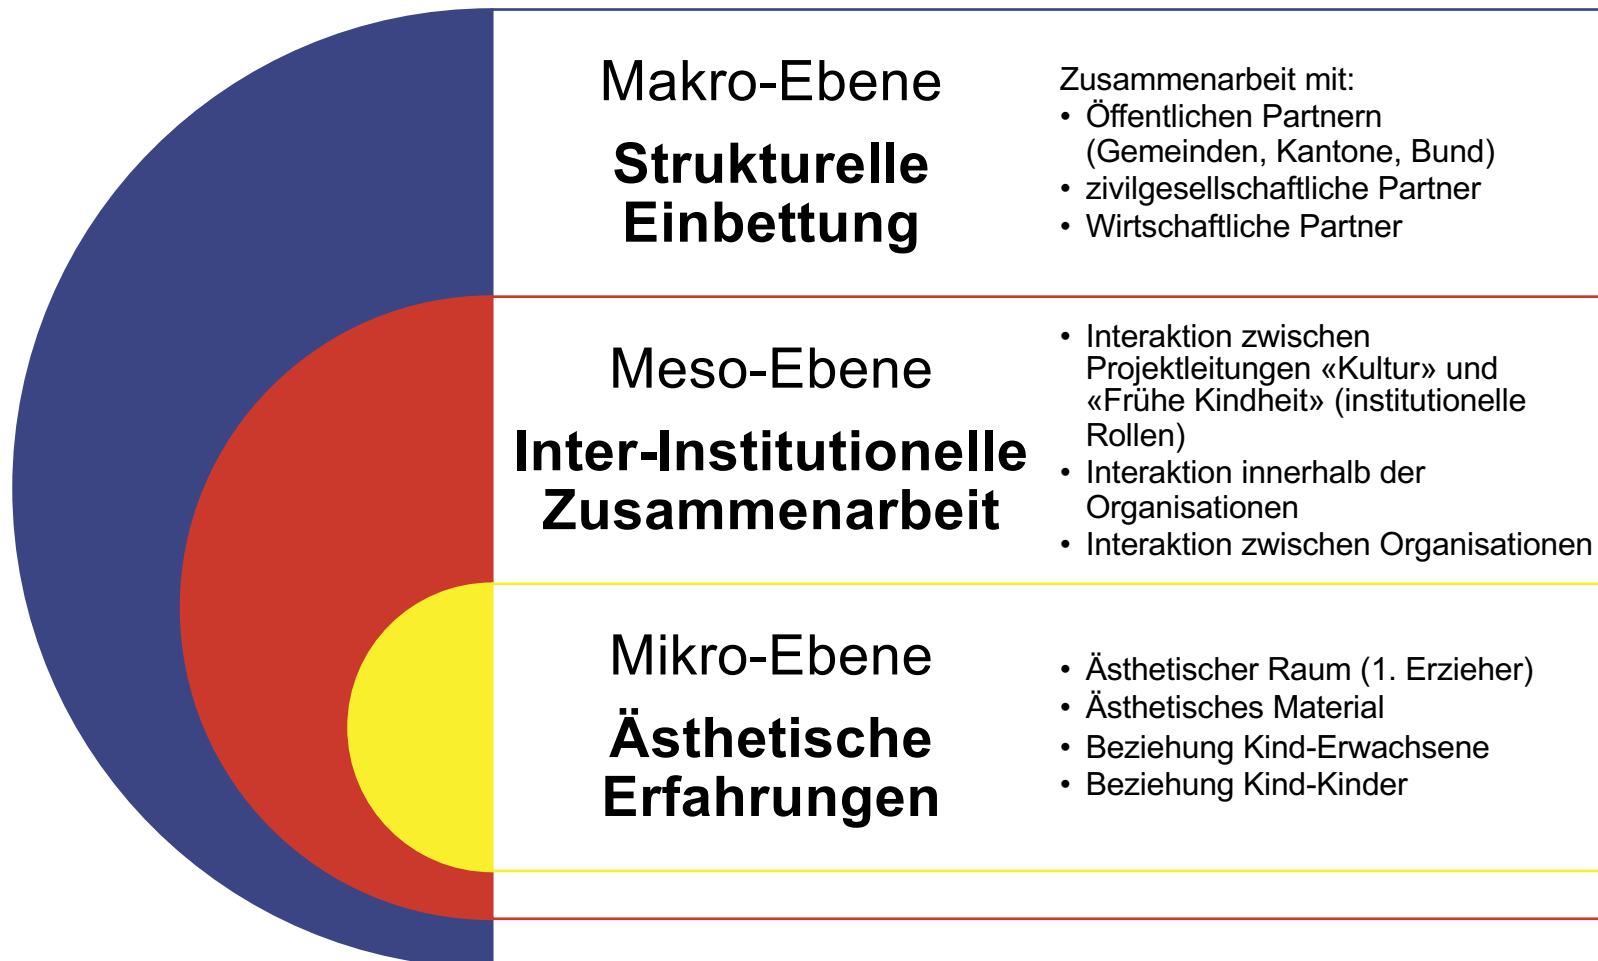 Makro-Ebene
Strukturelle
Einbettung
Zusammenarbeit mit:
• Öffentlichen Partnern
(Gemeinden, Kantone, Bund)
• zivilgesellschaftliche Partner
• Wirtschaftliche Partner
Meso-Ebene
Inter-Institutionelle
Zusammenarbeit
• Interaktion zwischen
Projektleitungen «Kultur» und
«Frühe Kindheit» (institutionelle
Rollen)
• Interaktion innerhalb der
Organisationen
• Interaktion zwischen Organisationen
Mikro-Ebene
Ästhetische
Erfahrungen
• Ästhetischer Raum (1. Erzieher)
• Ästhetisches Material
• Beziehung Kind-Erwachsene
• Beziehung Kind-Kinder